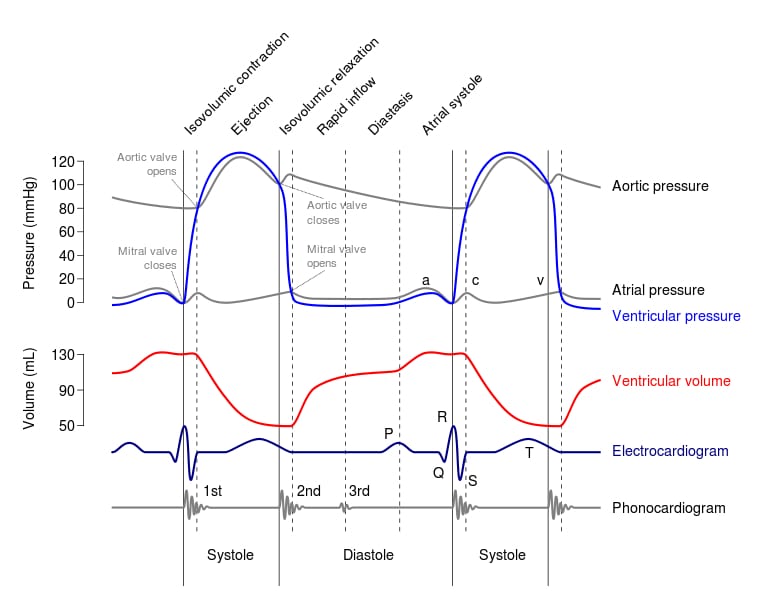 Isovolumic contraction
Ejection
Isovolumic relaxation
Rapid inflow
Diastasis
Atrial systole
Pressure (mmHg)
120
100
80
60
40
20
0
Aortic valve
opens
Aortic valve
closes
Mitral valve
closes
Mitral valve
opens
a
c
v
Aortic pressure
Atrial pressure
Ventricular pressure
Volume (mL)
130
90
50
Ventricular volume
R
P
Q
S
T
Electrocardiogram
1st
2nd
3rd
Phonocardiogram
Systole
Diastole
Systole